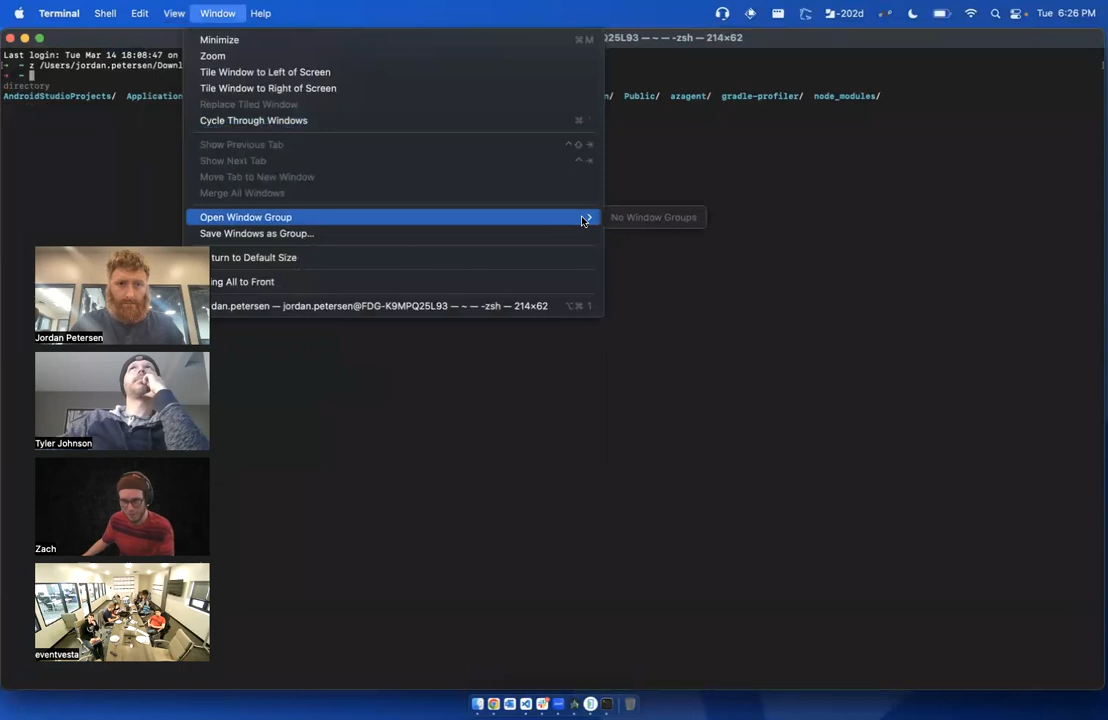 Terminal Shell Edit View Window Help -202d Tue 6:26 PM
Q25L93 — ~ — -zsh — 214×62
Last login: Tue Mar 14 18:08:47 on
→ ~ z /Users/jordan.petersen/Downl
→ ~
directory
AndroidStudioProjects/ Application n/ Public/ azagent/ gradle-profiler/ node_modules/
Minimize ⌘ M
Zoom
Tile Window to Left of Screen
Tile Window to Right of Screen
Replace Tiled Window
Cycle Through Windows ⌘ `
Show Previous Tab ^ ⇧ ⇥
Show Next Tab ^ ⇥
Move Tab to New Window
Merge All Windows
Open Window Group > No Window Groups
Save Windows as Group...
turn to Default Size
ing All to Front
dan.petersen — jordan.petersen@FDG-K9MPQ25L93 — ~ — -zsh — 214×62 ⌥⌘ 1
Jordan Petersen
Tyler Johnson
Zach
eventvesta